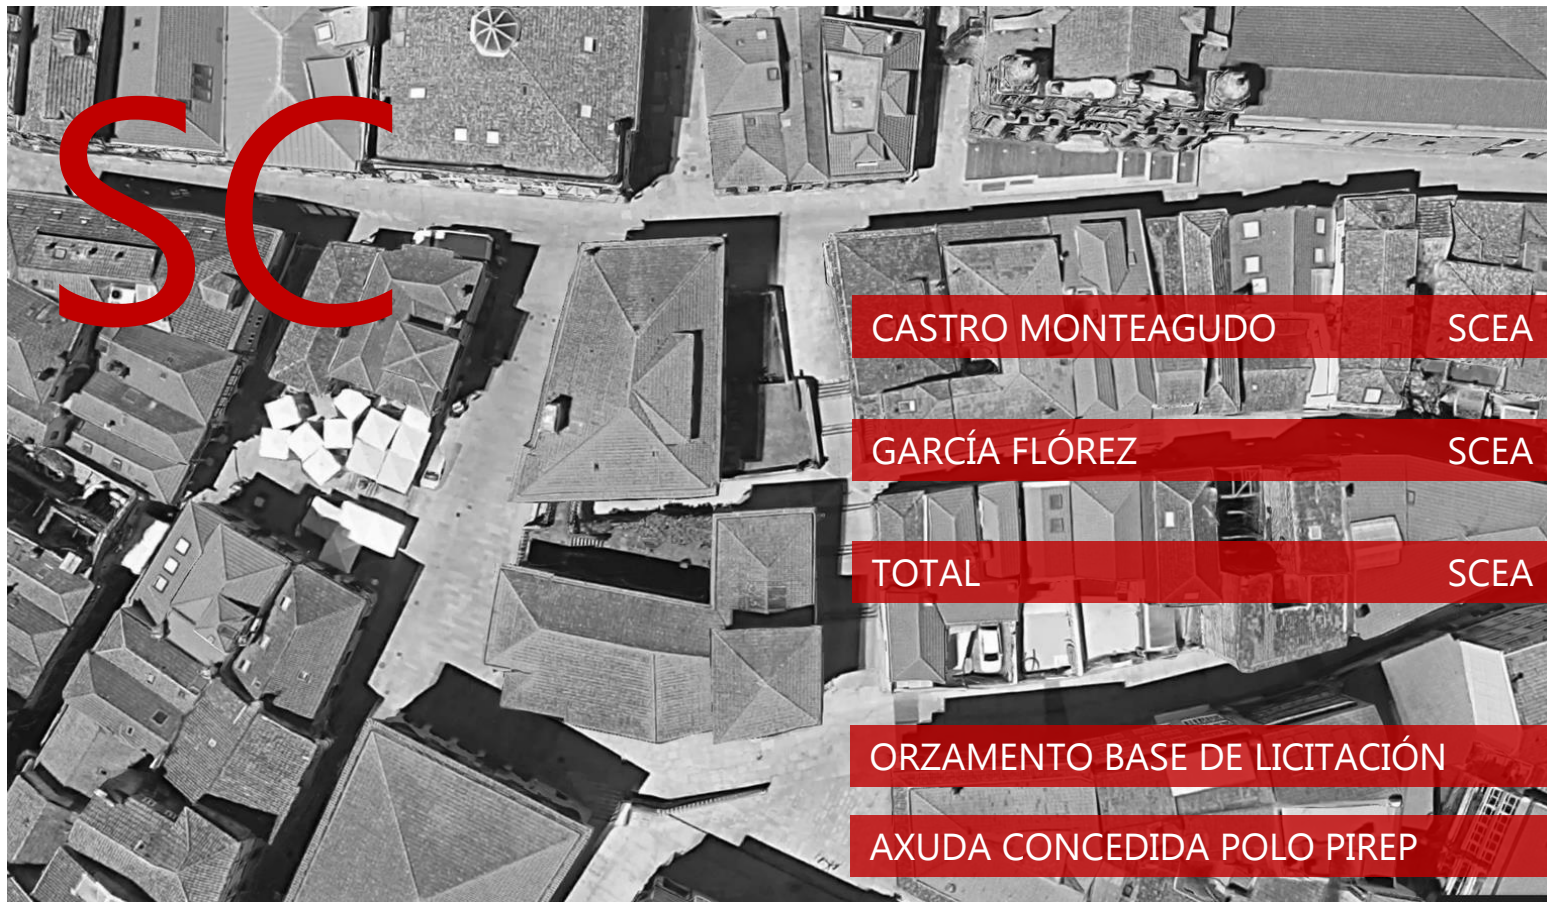 SC
CASTRO MONTEAGUDO SCEA
GARCÍA FLÓREZ SCEA
TOTAL SCEA
ORZAMENTO BASE DE LICITACIÓN
AXUDA CONCEDIDA POLO PIREP